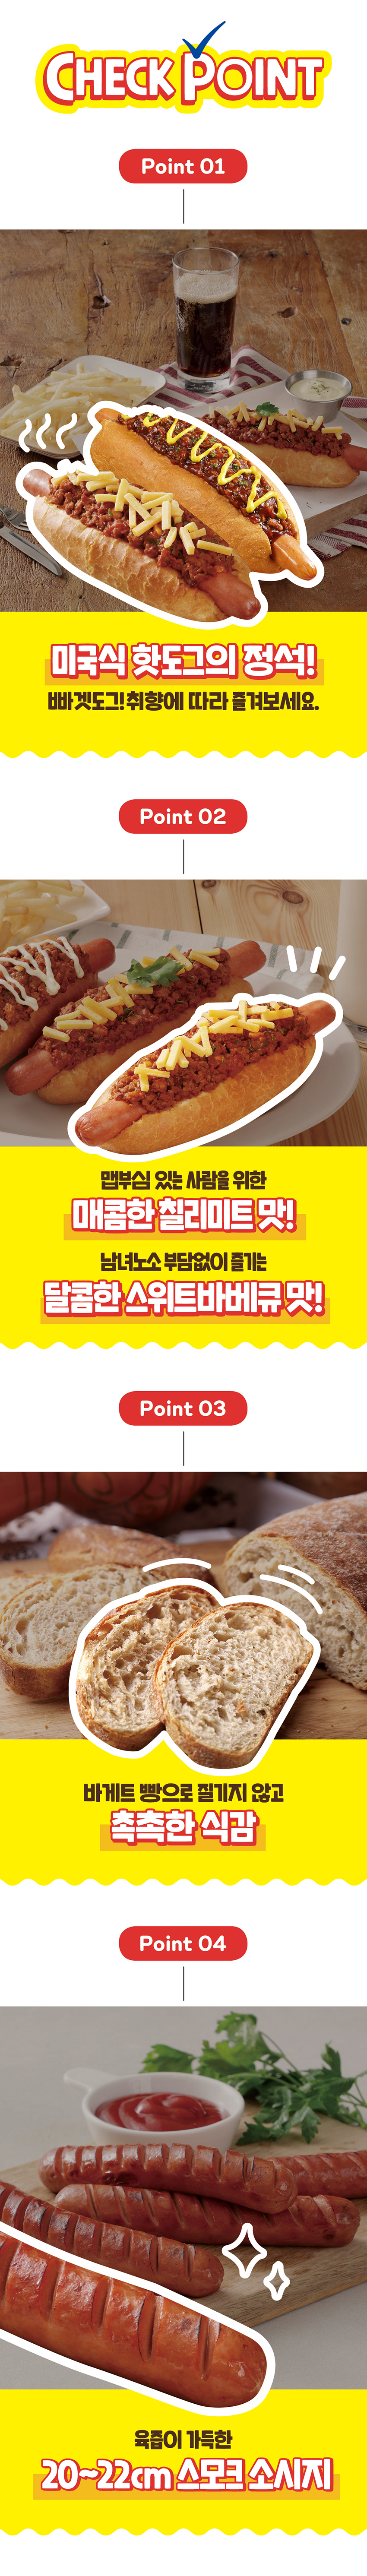 CHECK POINT
Point 01
미국식 핫도그의 정석!
빠겟도그! 취향에 따라 즐겨보세요.
Point 02
맵부심 있는 사람을 위한
매콤한 칠리미트 맛!
남녀노소 부담없이 즐기는
달콤한 스위트바베큐 맛!
Point 03
바게트 빵으로 질기지 않고
촉촉한 식감
Point 04
육즙이 가득한
20~22cm 스모크 소시지